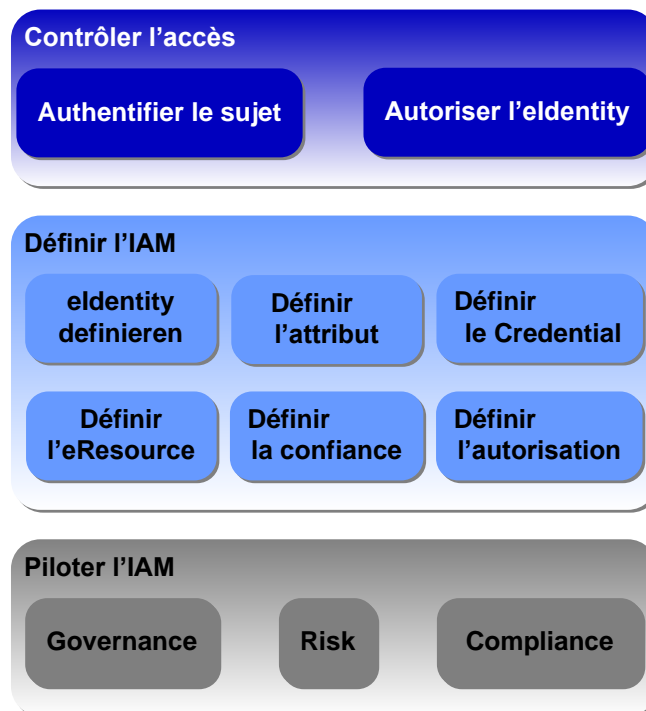 Contrôler l'accès
Authentifier le sujet
Autoriser l'eIdentity
Définir l'IAM
eIdentity
definieren
Définir
l'attribut
Définir
le Credential
Définir
l'eResource
Définir
la confiance
Définir
l'autorisation
Piloter l'IAM
Governance
Risk
Compliance